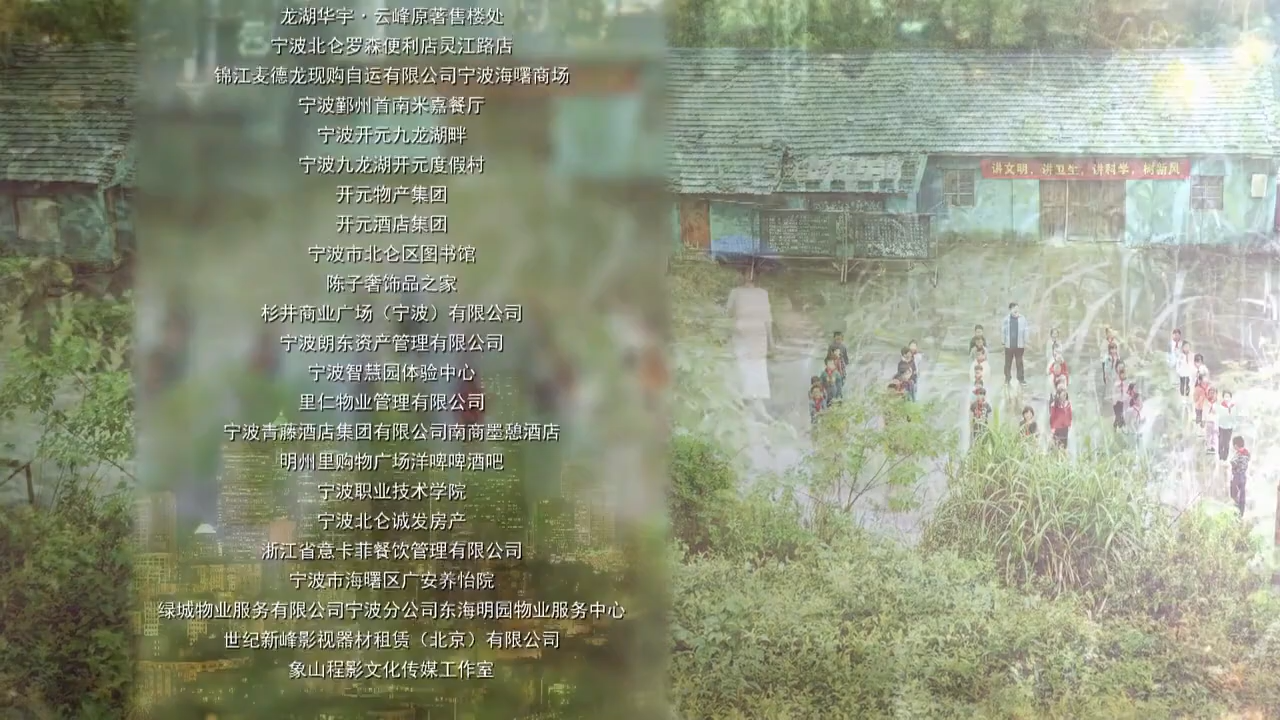 龙湖华宇·云峰原著售楼处
宁波北仑罗森便利店灵江路店
锦江麦德龙现购自运有限公司宁波海曙商场
宁波鄞州首南米嘉餐厅
宁波开元九龙湖畔
宁波九龙湖开元度假村
开元物产集团
开元酒店集团
宁波市北仑区图书馆
陈子奢饰品之家
杉井商业广场（宁波）有限公司
宁波朗东资产管理有限公司
宁波智慧园体验中心
里仁物业管理有限公司
宁波青藤酒店集团有限公司南商墨憩酒店
明州里购物广场洋啤啤酒吧
宁波职业技术学院
宁波北仑诚发房产
浙江省意卡菲餐饮管理有限公司
宁波市海曙区广安养怡院
绿城物业服务有限公司宁波分公司东海明园物业服务中心
世纪新峰影视器材租赁（北京）有限公司
象山程影文化传媒工作室
讲文明，讲卫生，讲科学，树新风